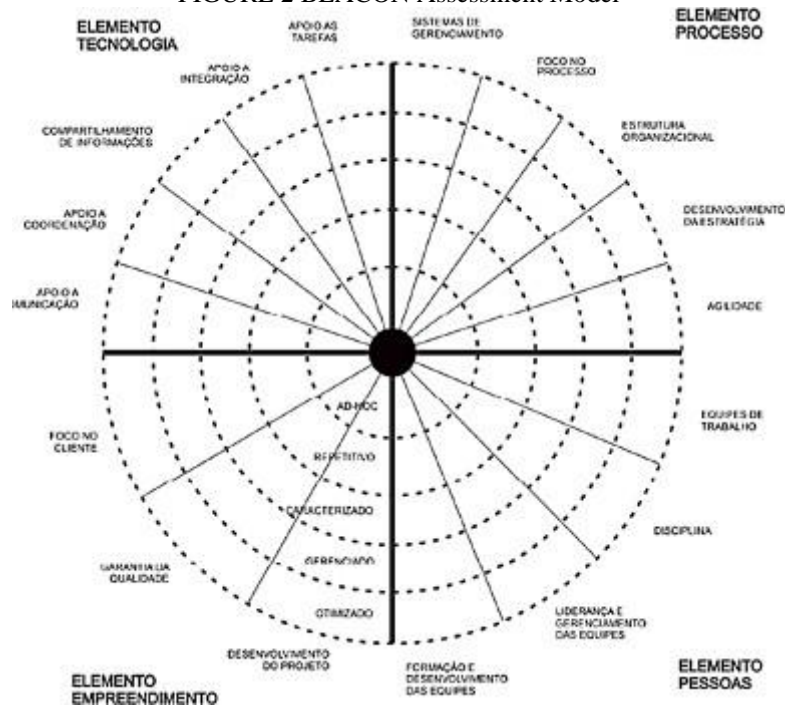 FIGURE 2 BEACON Assessment Model
ELEMENTO
TECNOLOGIA
APOIO AS
TAREFAS
SISTEMAS DE
GERENCIAMENTO
ELEMENTO
PROCESSO
APOIO A
INTEGRAÇÃO
FOCO NO
PROCESSO
COMPARTILHAMENTO
DE INFORMAÇÕES
ESTRUTURA
ORGANIZACIONAL
APOIO A
COORDENAÇÃO
DESENVOLVIMENTO
DA ESTRATÉGIA
APOIO A
OMUNICAÇÃO
AGILIDADE
AD-HOC
EQUIPES DE
TRABALHO
FOCO NO
CLIENTE
REPETITIVO
CARACTERIZADO
DISCIPLINA
GARANTIA DA
QUALIDADE
GERENCIADO
OTIMIZADO
LIDERANÇA E
GERENCIAMENTO
DAS EQUIPES
DESENVOLVIMENTO
DO PROJETO
FORMAÇÃO E
DESENVOLVIMENTO
DAS EQUIPES
ELEMENTO
EMPREENDIMENTO
ELEMENTO
PESSOAS